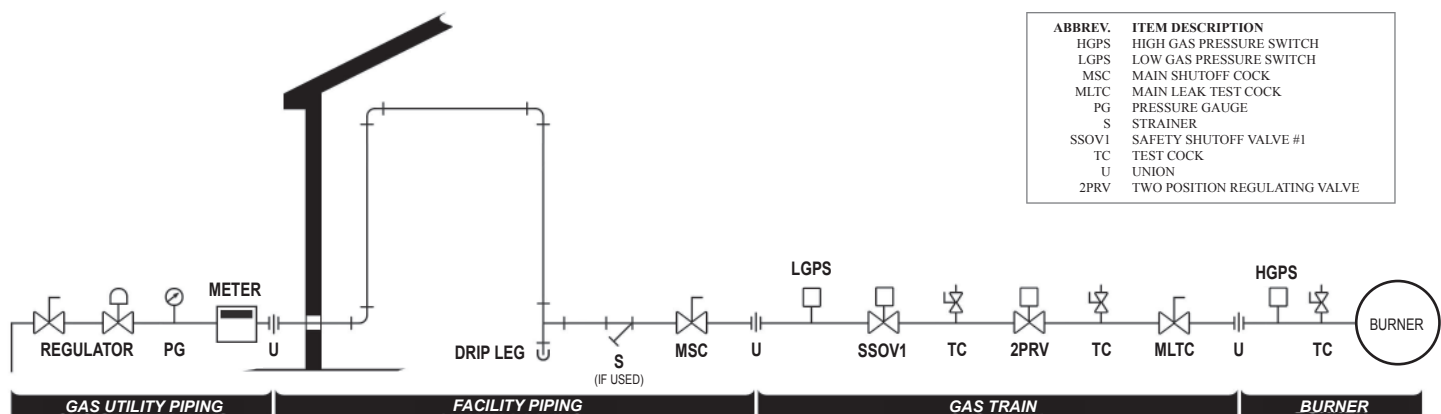 ABBREV. ITEM DESCRIPTION
HGPS HIGH GAS PRESSURE SWITCH
LGPS LOW GAS PRESSURE SWITCH
MSC MAIN SHUTOFF COCK
MLTC MAIN LEAK TEST COCK
PG PRESSURE GAUGE
S STRAINER
SSOV1 SAFETY SHUTOFF VALVE #1
TC TEST COCK
U UNION
2PRV TWO POSITION REGULATING VALVE
METER
LGPS
HGPS
BURNER
REGULATOR PG U DRIP LEG S MSC U SSOV1 TC 2PRV TC MLTC U TC
(IF USED)
GAS UTILITY PIPING FACILITY PIPING GAS TRAIN BURNER